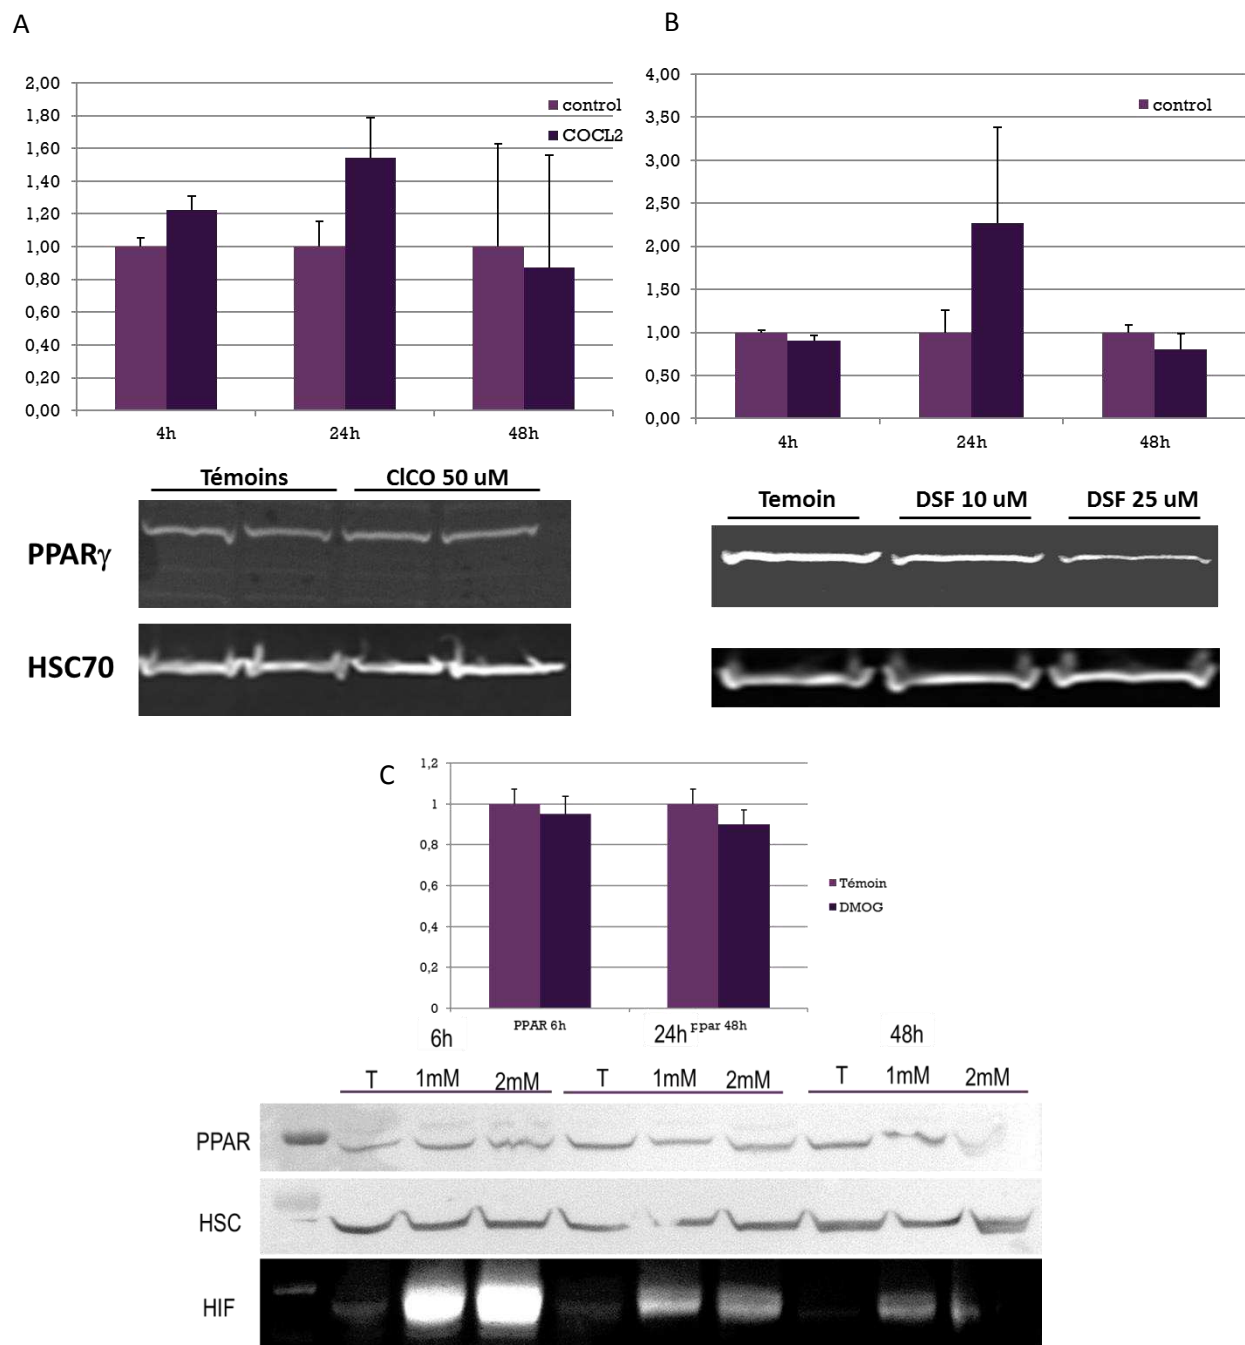 A
B
2,00
1,80
1,60
1,40
1,20
1,00
0,80
0,60
0,40
0,20
0,00
control
COCL2
4h
24h
48h
4,00
3,50
3,00
2,50
2,00
1,50
1,00
0,50
0,00
control
4h
24h
48h
Témoins
ClCO 50 uM
PPARγ
HSC70
Temoin
DSF 10 uM
DSF 25 uM
C
1,2
1
0,8
0,6
0,4
0,2
0
Témoin
DMOG
PPAR 6h
ppar 48h
6h
24h
48h
T
1mM
2mM
T
1mM
2mM
T
1mM
2mM
PPAR
HSC
HIF